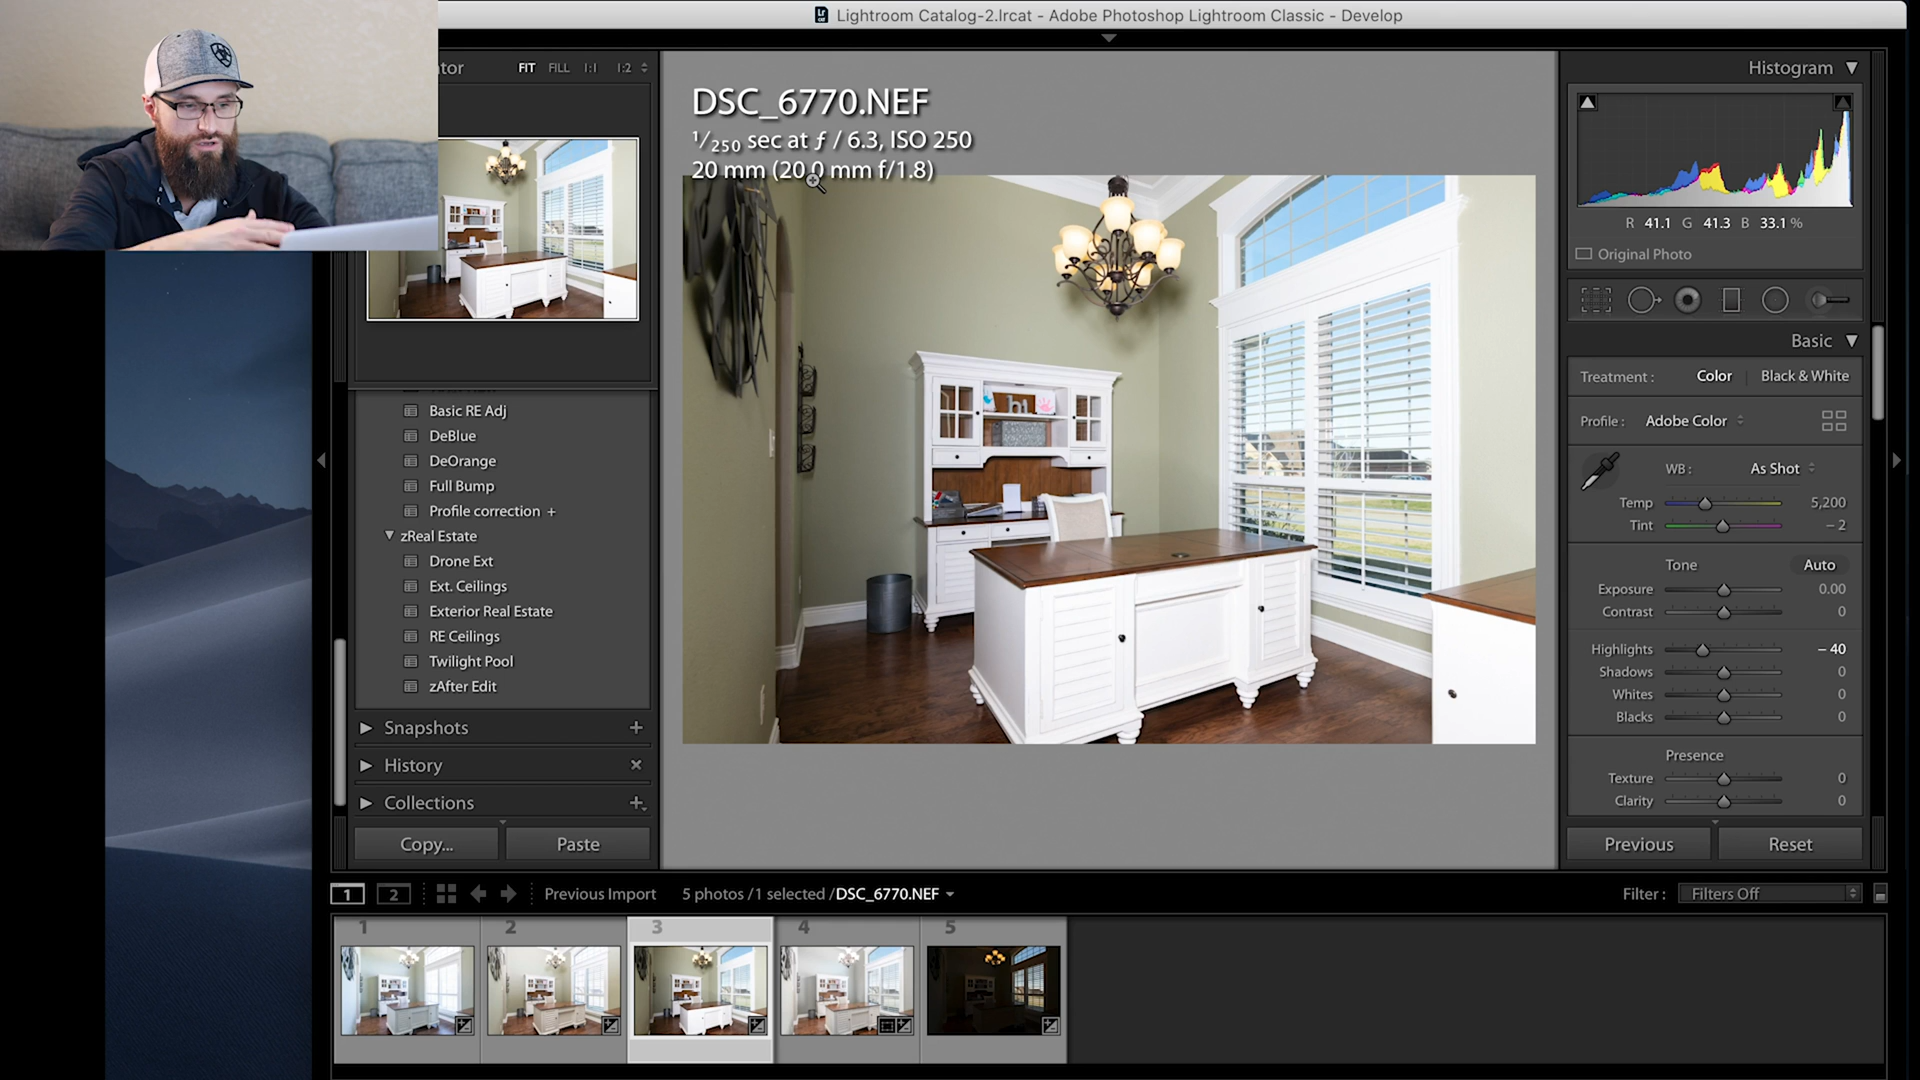 Lr
Lightroom Catalog-2.lrcat - Adobe Photoshop Lightroom Classic - Develop
tor
FIT FILL 1:1 1:2
Histogram
DSC_6770.NEF
1/250 sec at ƒ / 6.3, ISO 250
20 mm (20.0 mm f/1.8)
R 41.1 G 41.3 B 33.1 %
Original Photo
Basic
Treatment : Color Black & White
Profile : Adobe Color
WB : As Shot
Temp 5,200
Tint – 2
Tone Auto
Exposure 0.00
Contrast 0
Highlights – 40
Shadows 0
Whites 0
Blacks 0
Presence
Texture 0
Clarity 0
Previous Reset
hi
Basic RE Adj
DeBlue
DeOrange
Full Bump
Profile correction +
zReal Estate
Drone Ext
Ext. Ceilings
Exterior Real Estate
RE Ceilings
Twilight Pool
zAfter Edit
Snapshots +
History ×
Collections +
Copy... Paste
1 2 Previous Import 5 photos / 1 selected / DSC_6770.NEF
Filter : Filters Off
1 2 3 4 5